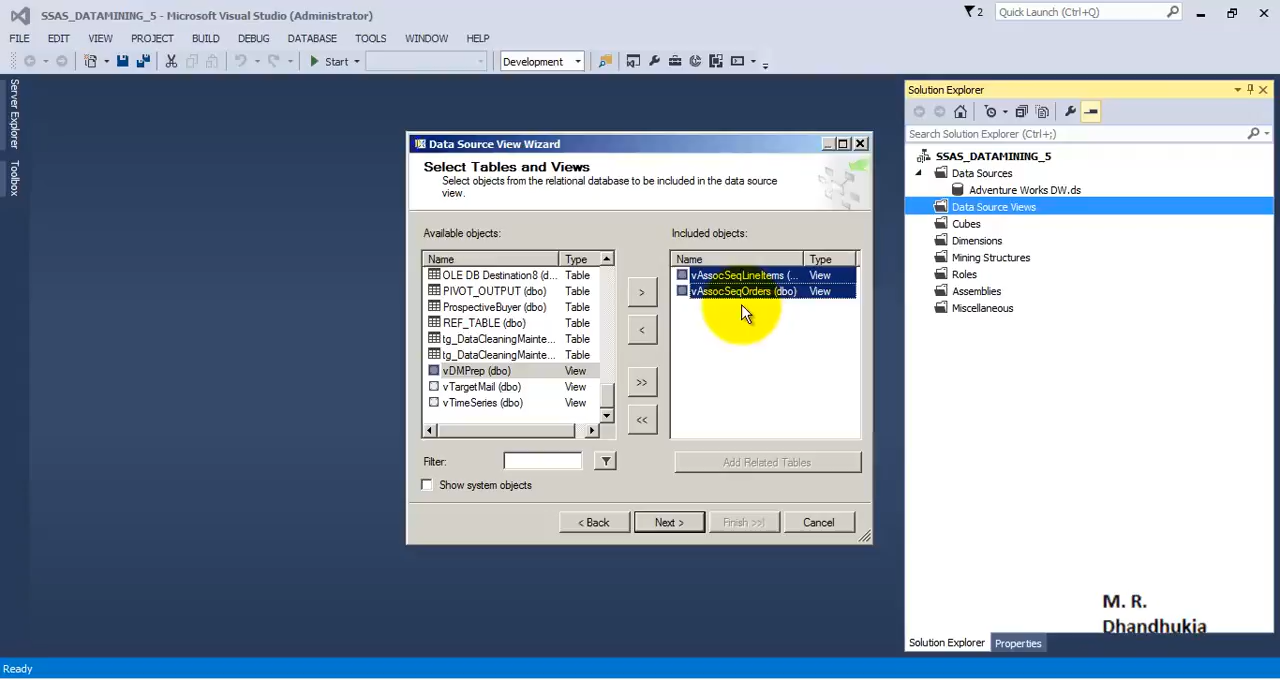 SSAS_DATAMINING_5 - Microsoft Visual Studio (Administrator)
2
Quick Launch (Ctrl+Q)
FILE EDIT VIEW PROJECT BUILD DEBUG DATABASE TOOLS WINDOW HELP
Start
Development
Server Explorer
Toolbox
Data Source View Wizard
Select Tables and Views
Select objects from the relational database to be included in the data source
view.
Available objects:
Name Type
OLE DB Destination8 (d... Table
PIVOT_OUTPUT (dbo) Table
ProspectiveBuyer (dbo) Table
REF_TABLE (dbo) Table
tg_DataCleaningMainte... Table
tg_DataCleaningMainte... Table
vDMPrep (dbo) View
vTargetMail (dbo) View
vTimeSeries (dbo) View
>
<
>>
<<
Included objects:
Name Type
vAssocSeqLineItems (... View
vAssocSeqOrders (dbo) View
Filter:
Add Related Tables
Show system objects
< Back
Next >
Finish >>|
Cancel
Solution Explorer
Search Solution Explorer (Ctrl+;)
SSAS_DATAMINING_5
Data Sources
Adventure Works DW.ds
Data Source Views
Cubes
Dimensions
Mining Structures
Roles
Assemblies
Miscellaneous
M. R.
Dhandhukia
Solution Explorer Properties
Ready